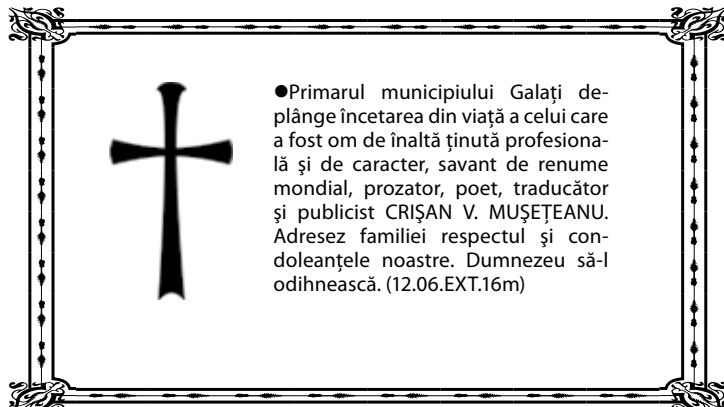 ●Primarul municipiului Galați de-
plânge încetarea din viață a celui care
a fost om de înaltă ținută profesiona-
lă şi de caracter, savant de renume
mondial, prozator, poet, traducător
şi publicist CRIŞAN V. MUŞEȚEANU.
Adresez familiei respectul şi con-
doleanțele noastre. Dumnezeu să-l
odihnească. (12.06.EXT.16m)